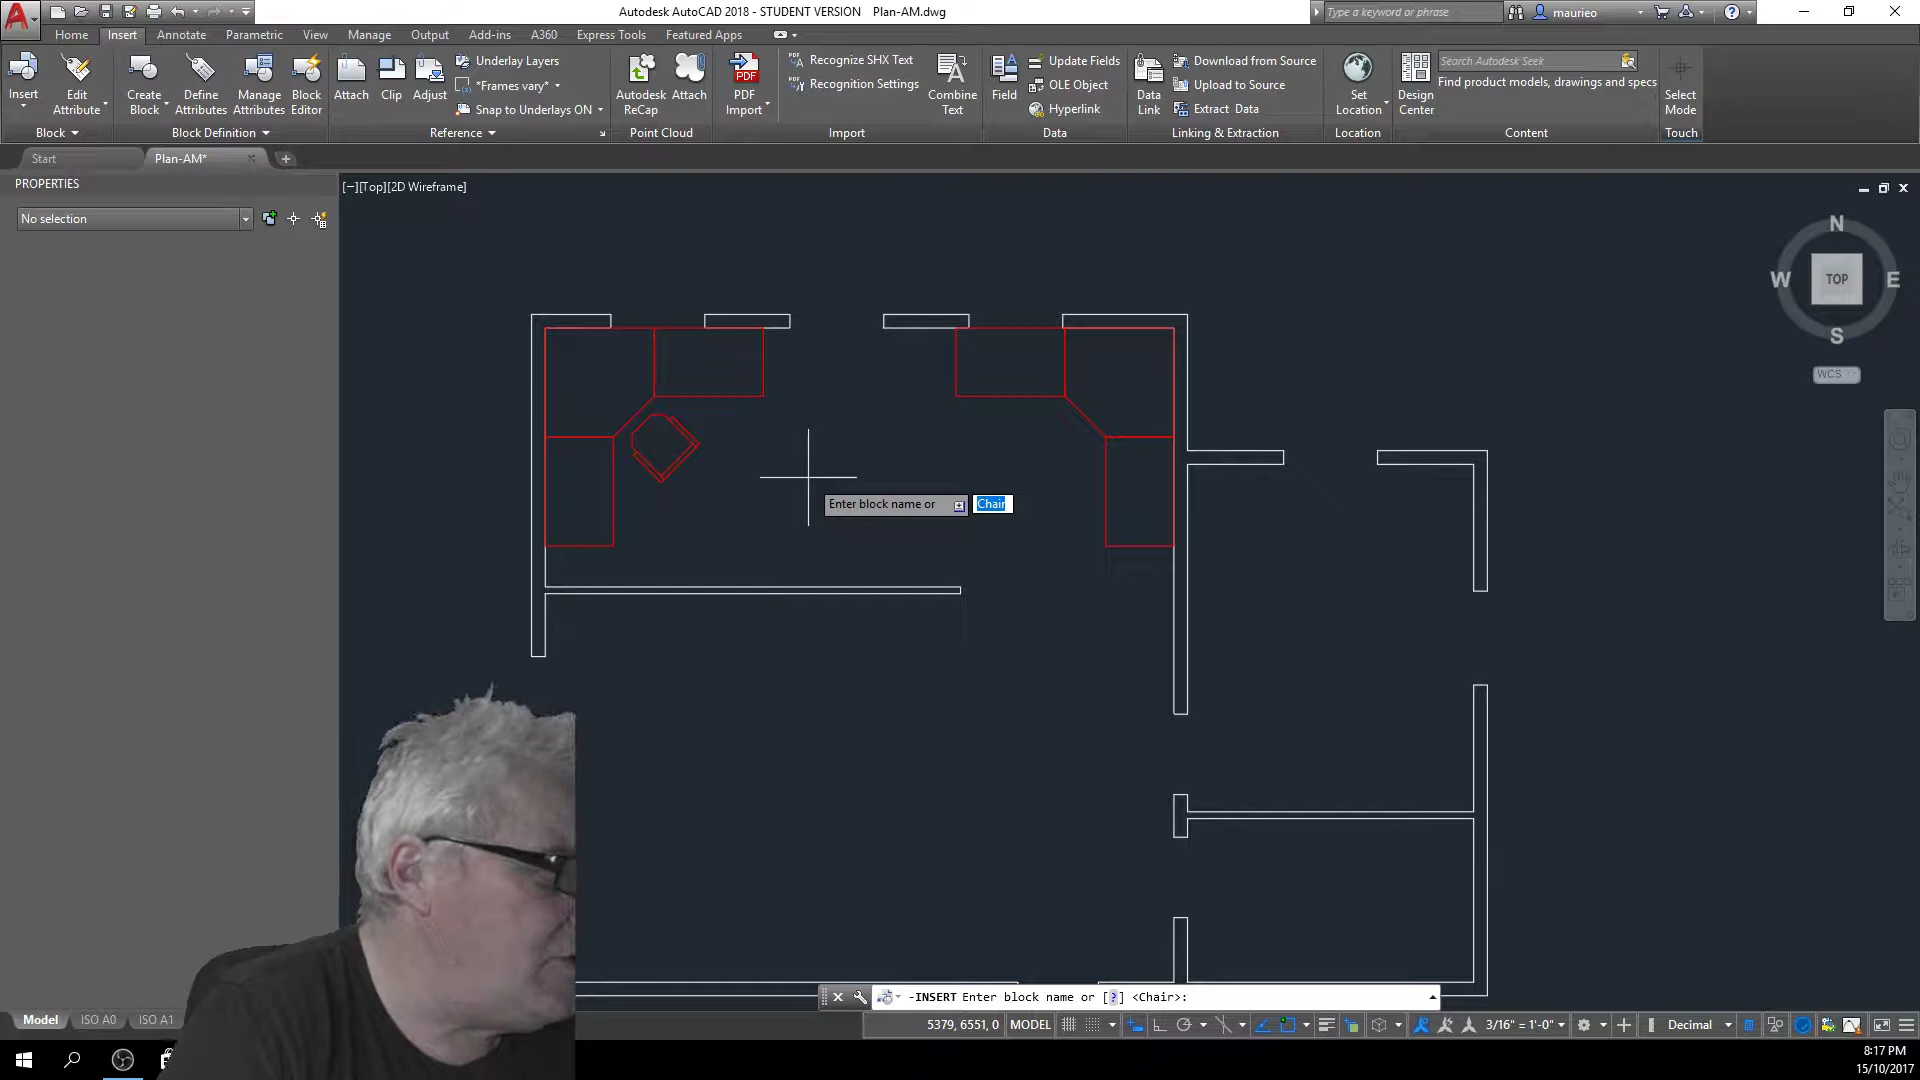 Autodesk AutoCAD 2018 - STUDENT VERSION Plan-AM.dwg
Type a keyword or phrase
maurieo
Home Insert Annotate Parametric View Manage Output Add-ins A360 Express Tools Featured Apps
Insert
Edit Attribute
Create Block
Define Attributes
Manage Attributes
Block Editor
Attach
Clip
Adjust
Underlay Layers
*Frames vary*
Snap to Underlays ON
Autodesk ReCap
Attach
PDF Import
Recognize SHX Text
Recognition Settings
Combine Text
Field
Update Fields
OLE Object
Hyperlink
Data Link
Download from Source
Upload to Source
Extract Data
Set Location
Design Center
Search Autodesk Seek
Find product models, drawings and specs
Select Mode
Block Block Definition Reference Point Cloud Import Data Linking & Extraction Location Content Touch
Start Plan-AM*
PROPERTIES
No selection
[−][Top][2D Wireframe]
N
W TOP E
S
WCS
Enter block name or Chair
-INSERT Enter block name or [?] <Chair>:
Model ISO A0 ISO A1
5379, 6551, 0 MODEL 3/16" = 1'-0" Decimal
8:17 PM
15/10/2017